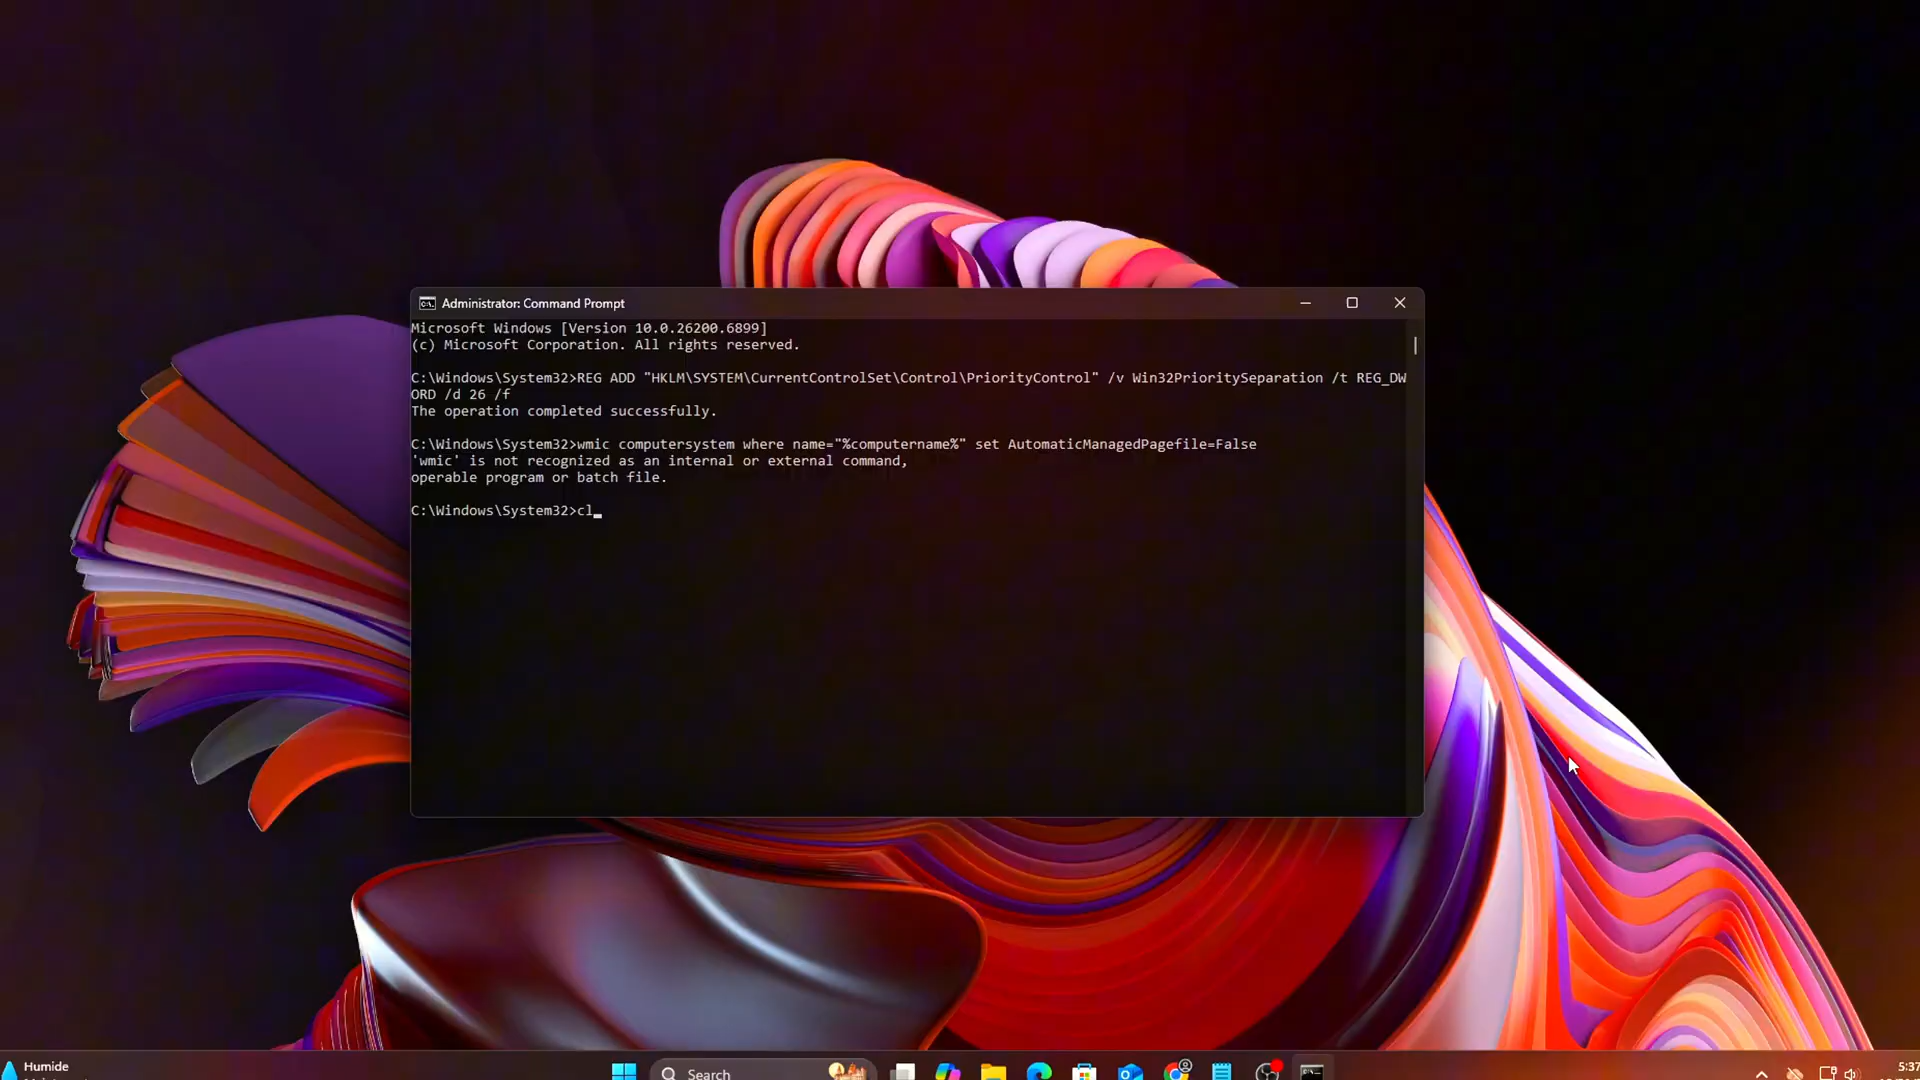 Administrator: Command Prompt
Microsoft Windows [Version 10.0.26200.6899]
(c) Microsoft Corporation. All rights reserved.
C:\Windows\System32>REG ADD "HKLM\SYSTEM\CurrentControlSet\Control\PriorityControl" /v Win32PrioritySeparation /t REG_DW
ORD /d 26 /f
The operation completed successfully.
C:\Windows\System32>wmic computersystem where name="%computername%" set AutomaticManagedPagefile=False
'wmic' is not recognized as an internal or external command,
operable program or batch file.
C:\Windows\System32>cl_
Humide
Search
5:37